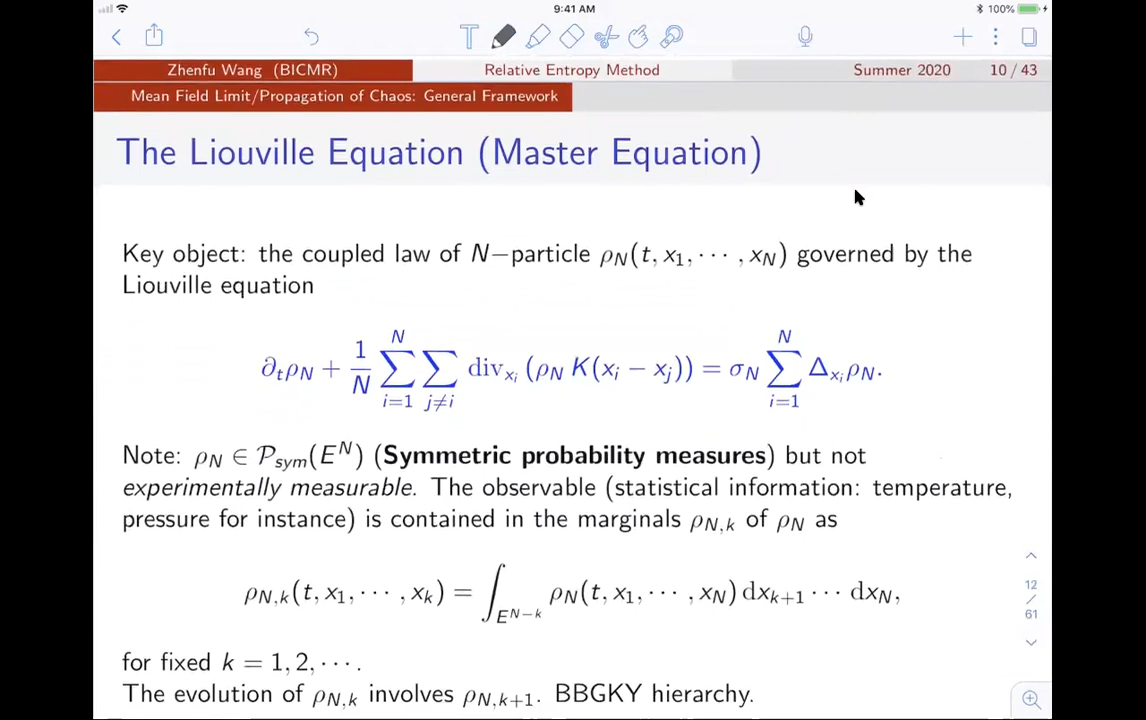 9:41 AM
100%
Zhenfu Wang (BICMR) Relative Entropy Method Summer 2020 10 / 43
Mean Field Limit/Propagation of Chaos: General Framework
The Liouville Equation (Master Equation)
Key object: the coupled law of N−particle ρ_N(t, x_1, ⋯ , x_N) governed by the
Liouville equation
∂_tρ_N + 1/N ∑_{i=1}^{N} ∑_{j≠i} div_{x_i} (ρ_N K(x_i − x_j)) = σ_N ∑_{i=1}^{N} Δ_{x_i}ρ_N.
Note: ρ_N ∈ P_{sym}(E^N) (Symmetric probability measures) but not
experimentally measurable. The observable (statistical information: temperature,
pressure for instance) is contained in the marginals ρ_{N,k} of ρ_N as
ρ_{N,k}(t, x_1, ⋯ , x_k) = ∫_{E^{N−k}} ρ_N(t, x_1, ⋯ , x_N) dx_{k+1} ⋯ dx_N,
for fixed k = 1, 2, ⋯ .
The evolution of ρ_{N,k} involves ρ_{N,k+1}. BBGKY hierarchy.
12
/
61